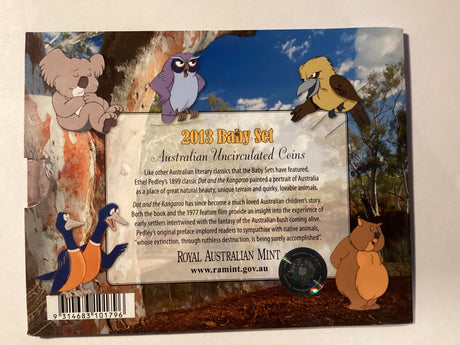 2013 Baby Set
Australian Uncirculated Coins
Like other Australian literary classics that the Baby Sets have featured,
Ethel Pedley's 1899 classic Dot and the Kangaroo painted a portrait of Australia
as a place of great natural beauty, unique terrain and quirky, lovable animals.
Dot and the Kangaroo has since become a much loved Australian children's story.
Both the book and the 1977 feature film provide an insight into the experience of
early settlers intertwined with the fantasy of the Australian bush coming alive.
Pedley's original preface implored readers to sympathise with native animals,
"whose extinction, through ruthless destruction, is being surely accomplished".
ROYAL AUSTRALIAN MINT
www.ramint.gov.au
9 314683 101796